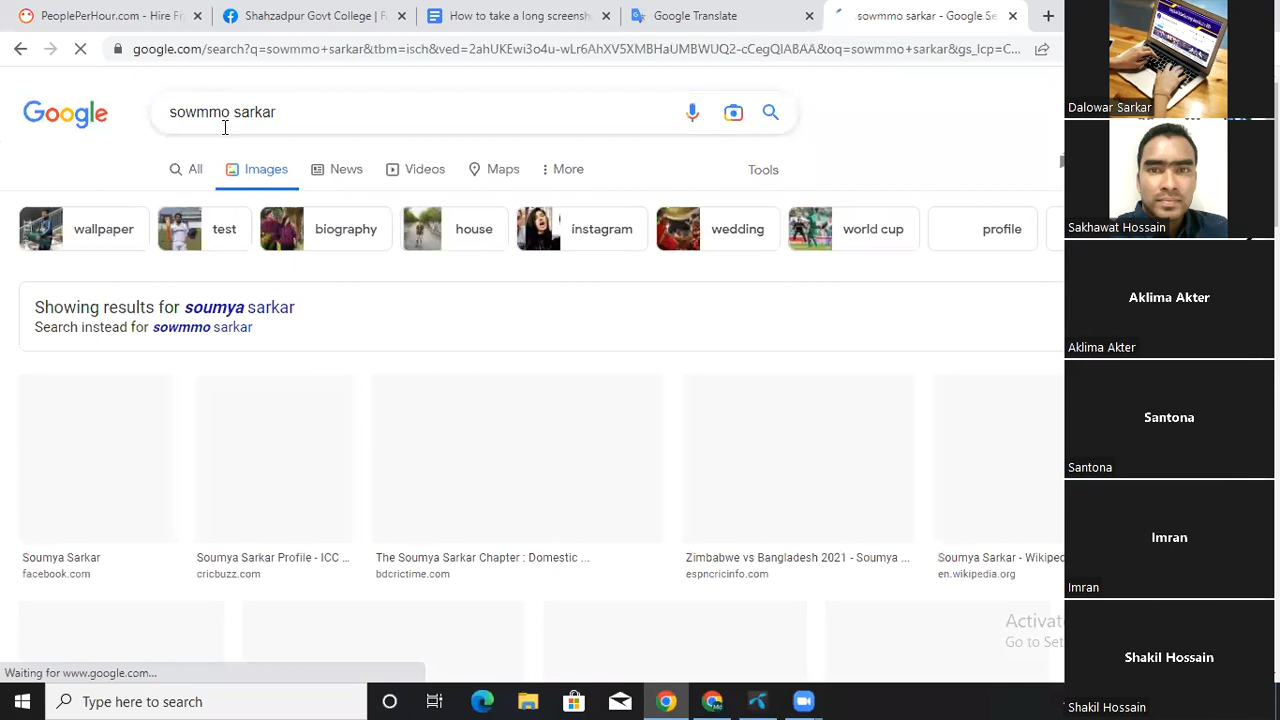 PeoplePerHour.com - Hire Fr
Shahzadpur Govt College | Fa
How to take a long screensh
Google Translate
sowmmo sarkar - Google Se
google.com/search?q=sowmmo+sarkar&tbm=isch&ved=2ahUKEwi3o4u-wLr6AhXV5XMBHaUMBWUQ2-cCegQIABAA&oq=sowmmo+sarkar&gs_lcp=C...
Google
sowmmo sarkar
All
Images
News
Videos
Maps
More
Tools
wallpaper
test
biography
house
instagram
wedding
world cup
profile
Showing results for soumya sarkar
Search instead for sowmmo sarkar
Soumya Sarkar
facebook.com
Soumya Sarkar Profile - ICC ...
cricbuzz.com
The Soumya Sarkar Chapter : Domestic ...
bdcrictime.com
Zimbabwe vs Bangladesh 2021 - Soumya ...
espncricinfo.com
Soumya Sarkar - Wikipe
en.wikipedia.org
Activat
Go to Set
Waiting for www.google.com...
Type here to search
Dalowar Sarkar
Sakhawat Hossain
Aklima Akter
Aklima Akter
Santona
Santona
Imran
Imran
Shakil Hossain
Shakil Hossain